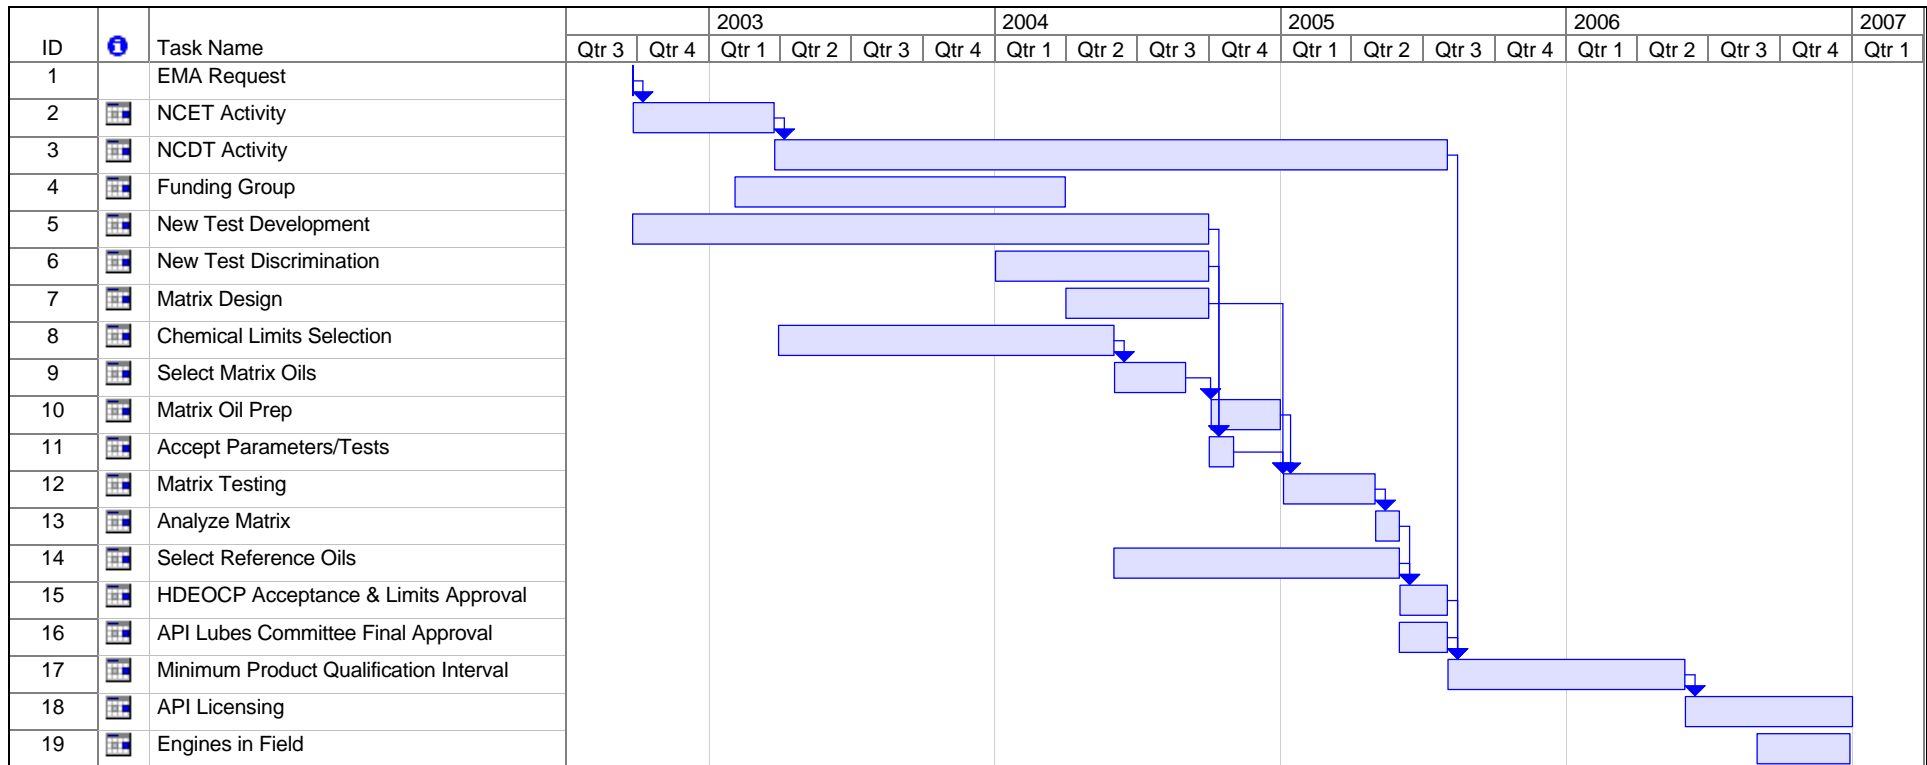 2003 2004 2005 2006 2007
ID Task Name Qtr 3 Qtr 4 Qtr 1 Qtr 2 Qtr 3 Qtr 4 Qtr 1 Qtr 2 Qtr 3 Qtr 4 Qtr 1 Qtr 2 Qtr 3 Qtr 4 Qtr 1 Qtr 2 Qtr 3 Qtr 4 Qtr 1
1 EMA Request
2 NCET Activity
3 NCDT Activity
4 Funding Group
5 New Test Development
6 New Test Discrimination
7 Matrix Design
8 Chemical Limits Selection
9 Select Matrix Oils
10 Matrix Oil Prep
11 Accept Parameters/Tests
12 Matrix Testing
13 Analyze Matrix
14 Select Reference Oils
15 HDEOCP Acceptance & Limits Approval
16 API Lubes Committee Final Approval
17 Minimum Product Qualification Interval
18 API Licensing
19 Engines in Field